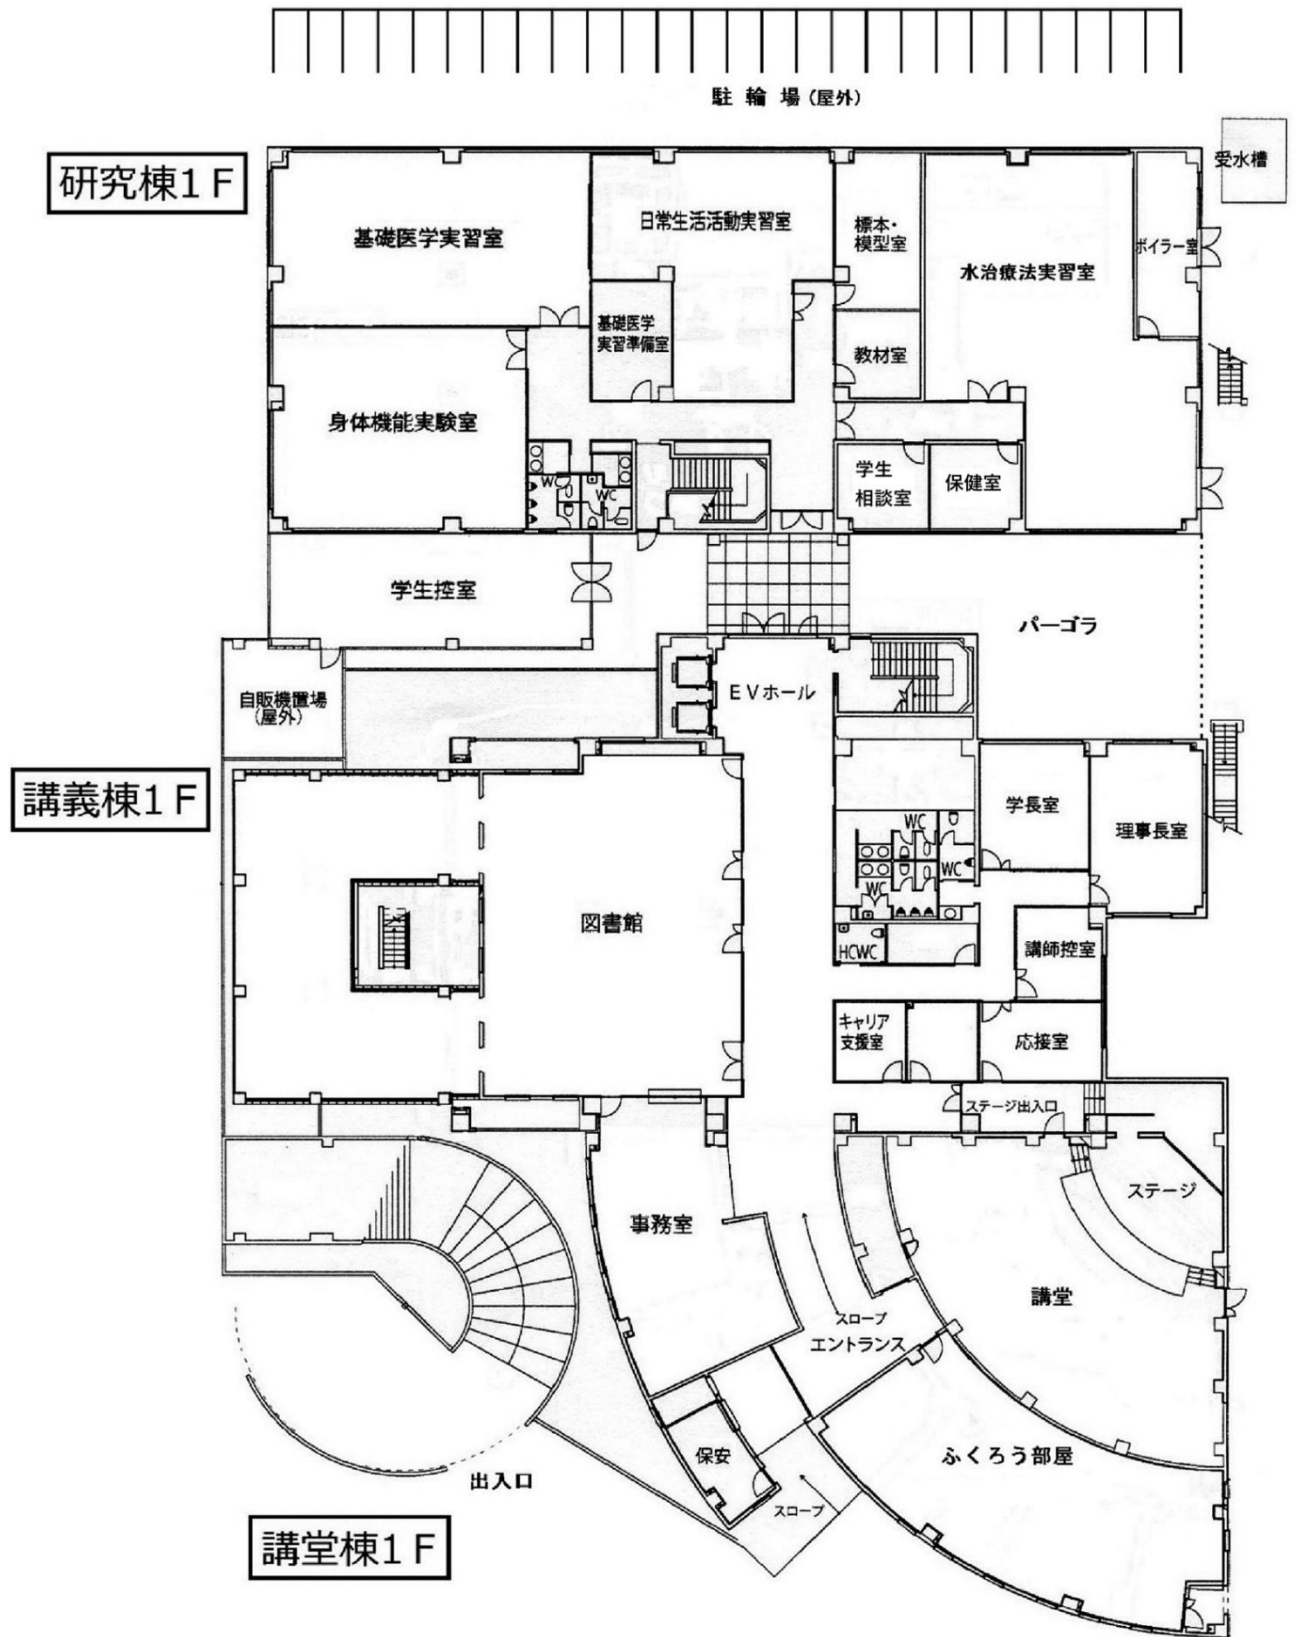 駐輪場(屋外)
研究棟1F
受水槽
基礎医学実習室
日常生活活動実習室
標本・
模型室
ボイラー室
水治療法実習室
基礎医学
実習準備室
教材室
身体機能実験室
WC
WC
学生
相談室
保健室
学生控室
パーゴラ
EVホール
自販機置場
(屋外)
講義棟1F
学長室
理事長室
WC
WC
WC
図書館
HCWC
講師控室
キャリア
支援室
応接室
ステージ出入口
ステージ
事務室
講堂
スロープ
エントランス
ふくろう部屋
保安
出入口
スロープ
講堂棟1F